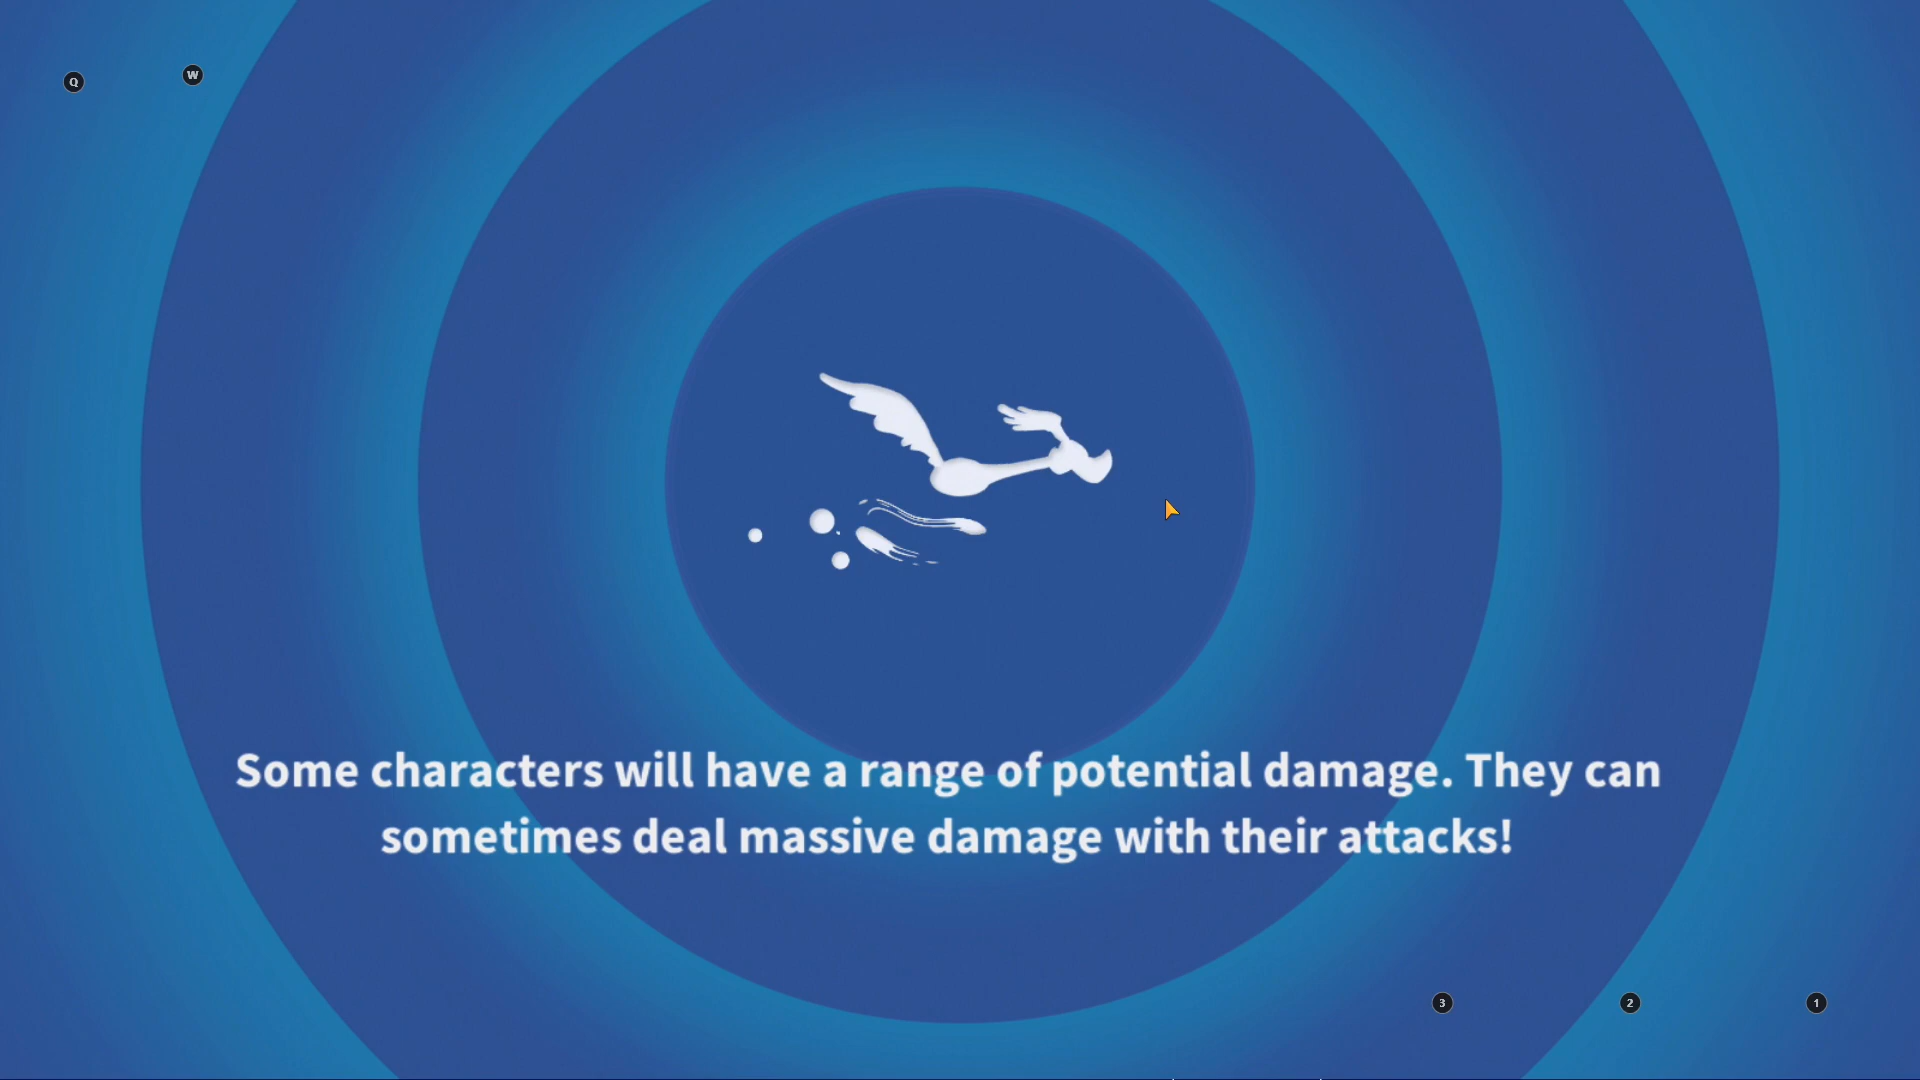 Q
W
Some characters will have a range of potential damage. They can
sometimes deal massive damage with their attacks!
3
2
1